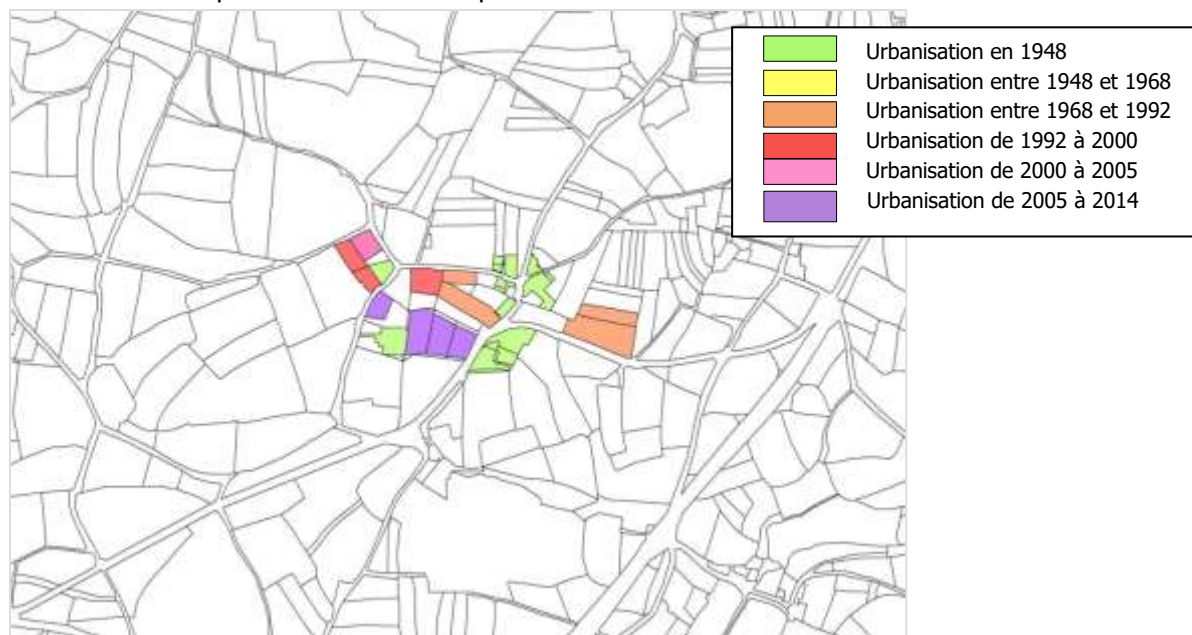 Urbanisation en 1948
Urbanisation entre 1948 et 1968
Urbanisation entre 1968 et 1992
Urbanisation de 1992 à 2000
Urbanisation de 2000 à 2005
Urbanisation de 2005 à 2014